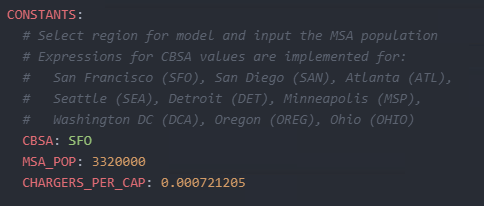 CONSTANTS:
# Select region for model and input the MSA population
# Expressions for CBSA values are implemented for:
#   San Francisco (SFO), San Diego (SAN), Atlanta (ATL),
#   Seattle (SEA), Detroit (DET), Minneapolis (MSP),
#   Washington DC (DCA), Oregon (OREG), Ohio (OHIO)
CBSA: SFO
MSA_POP: 3320000
CHARGERS_PER_CAP: 0.000721205